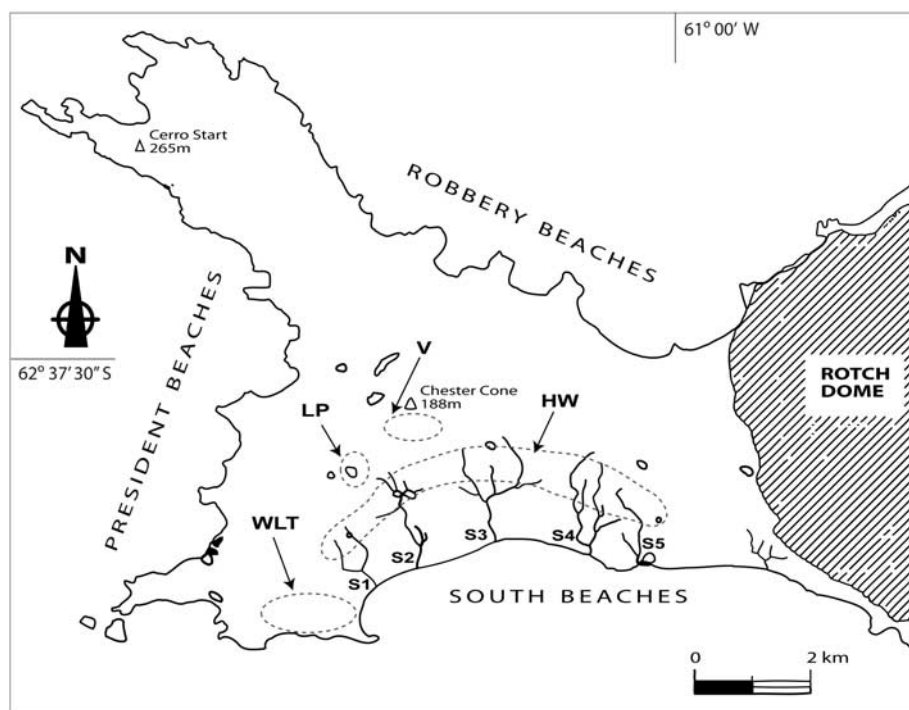 61° 00' W
Cerro Start
265m
ROBBERY BEACHES
N
PRESIDENT BEACHES
62° 37' 30" S
V
ROTCH
DOME
Chester Cone
188m
LP
HW
WLT
S1
S2
S3
S4
S5
SOUTH BEACHES
0
2 km